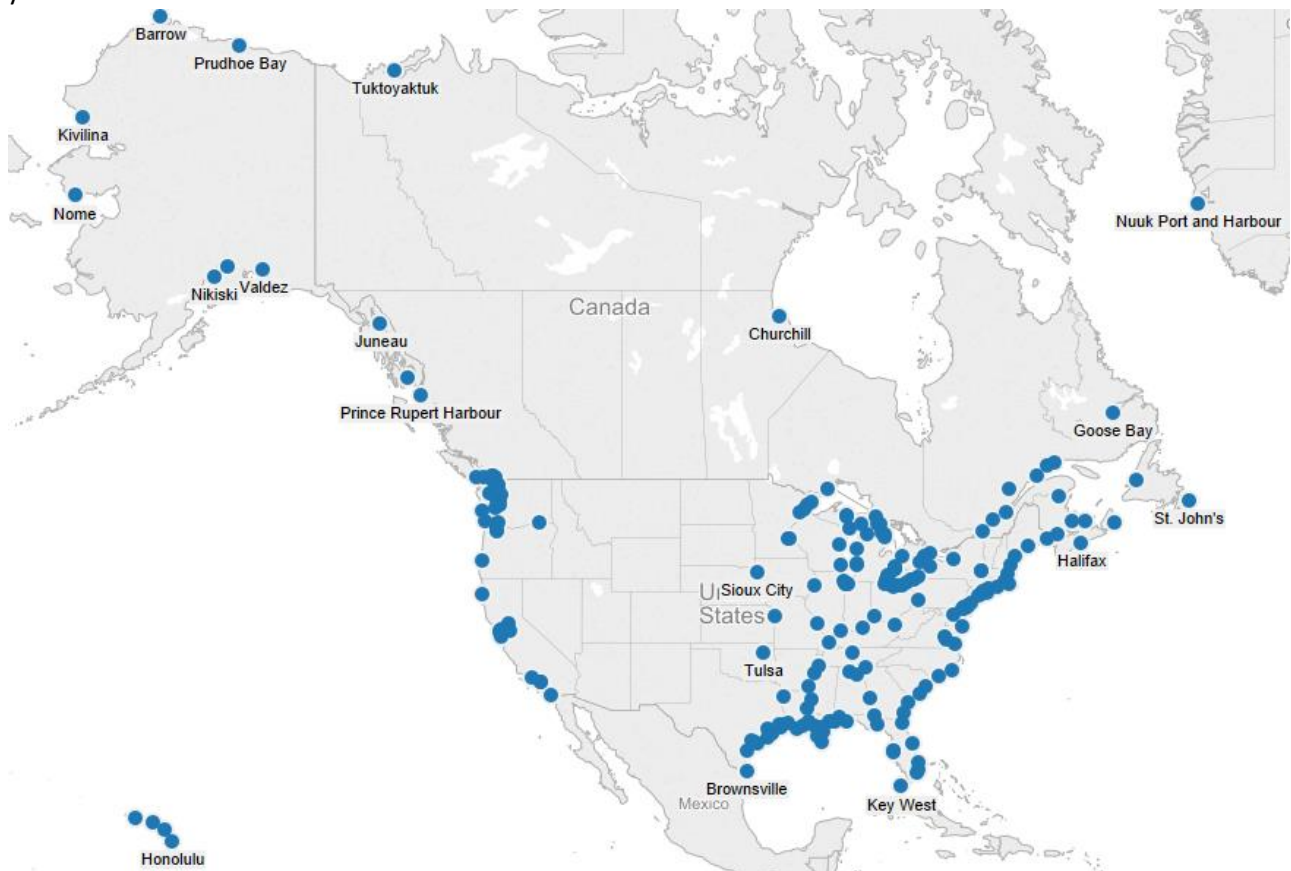 Barrow
Prudhoe Bay
Tuktoyaktuk
Kivilina
Nome
Nuuk Port and Harbour
Nikiski
Valdez
Canada
Churchill
Juneau
Prince Rupert Harbour
Goose Bay
St. John's
Halifax
Sioux City
States
Tulsa
Brownsville
Mexico
Key West
Honolulu